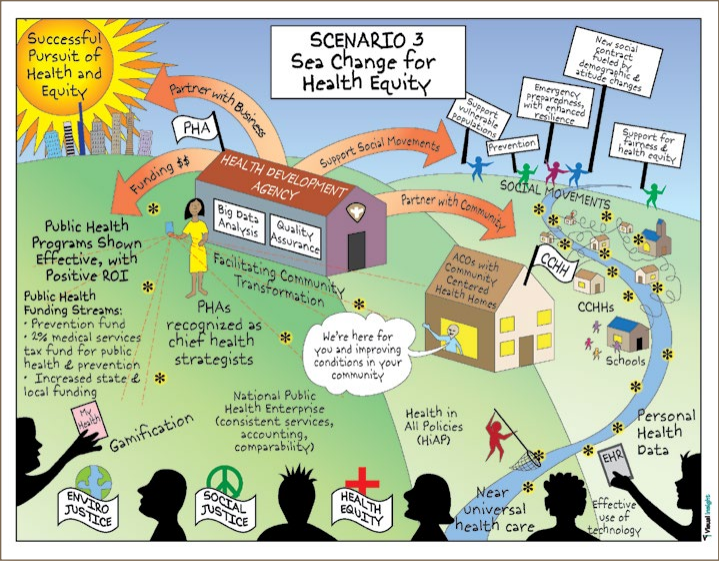 Successful
Pursuit of
Health and
Equity
SCENARIO 3
Sea Change for
Health Equity
New social
contract
fueled by
demographic &
atitude changes
Support
vulnerable
populations
Emergency
preparedness,
with enhanced
resilience
Prevention
Support for
fairness &
health equity
SOCIAL MOVEMENTS
Partner with Business
PHA
Funding $$
Support Social Movements
Partner with Community
HEALTH DEVELOPMENT
AGENCY
Big Data
Analysis
Quality
Assurance
Facilitating Community
Transformation
PHAs
recognized as
chief health
strategists
Public Health
Programs Shown
Effective, with
Positive ROI
Public Health
Funding Streams:
• Prevention fund
• 2% medical services
tax fund for public
health & prevention
• Increased state &
local funding
ACOs with
Community
Centered
Health Homes
CCHH
CCHHs
Schools
We're here for
you and improving
conditions in your
community
My
Health
Gamification
National Public
Health Enterprise
(consistent services,
accounting,
comparability)
Health in
All Policies
(HiAP)
Personal
Health
Data
EHR
ENVIRO
JUSTICE
SOCIAL
JUSTICE
HEALTH
EQUITY
Near
universal
health care
Effective
use of
technology
Visual Insight